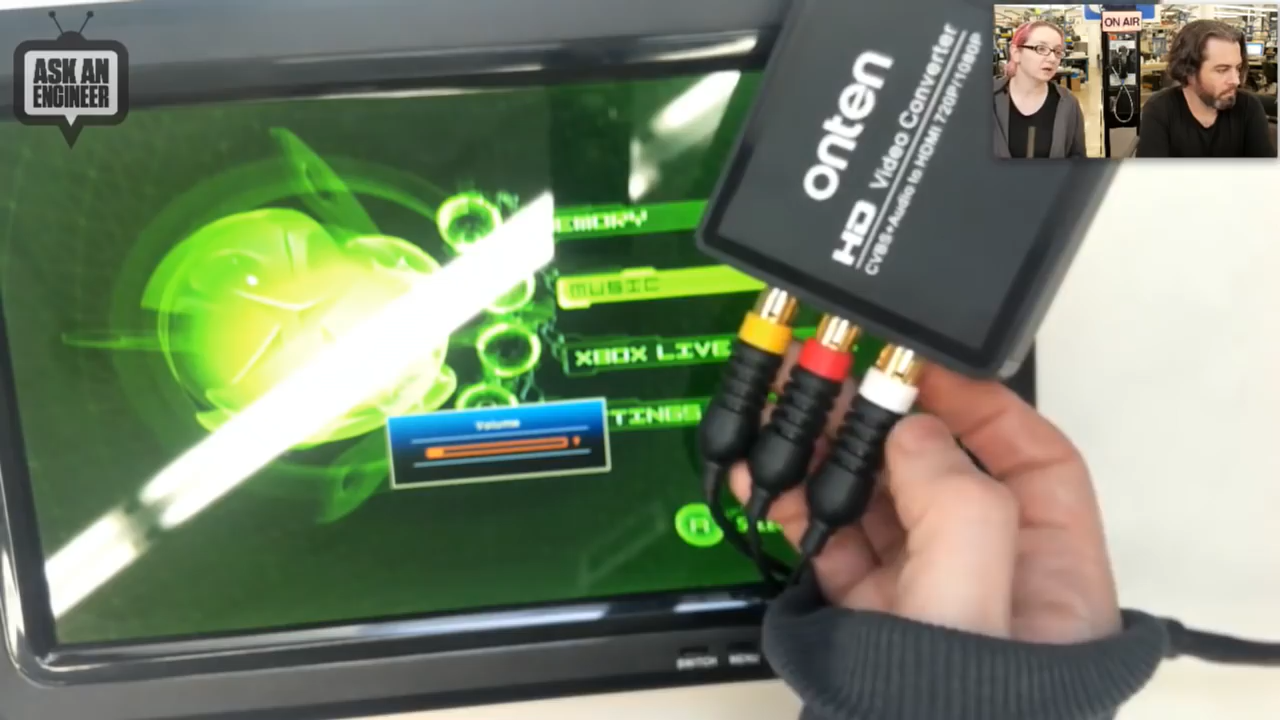 ASK AN
ENGINEER
ON AIR
onten
HD Video Converter
CVBS+Audio to HDMI 720P/1080P
EMORY
MUSIC
XBOX LIVE
TINGS
Volume
A
SWITCH MENU